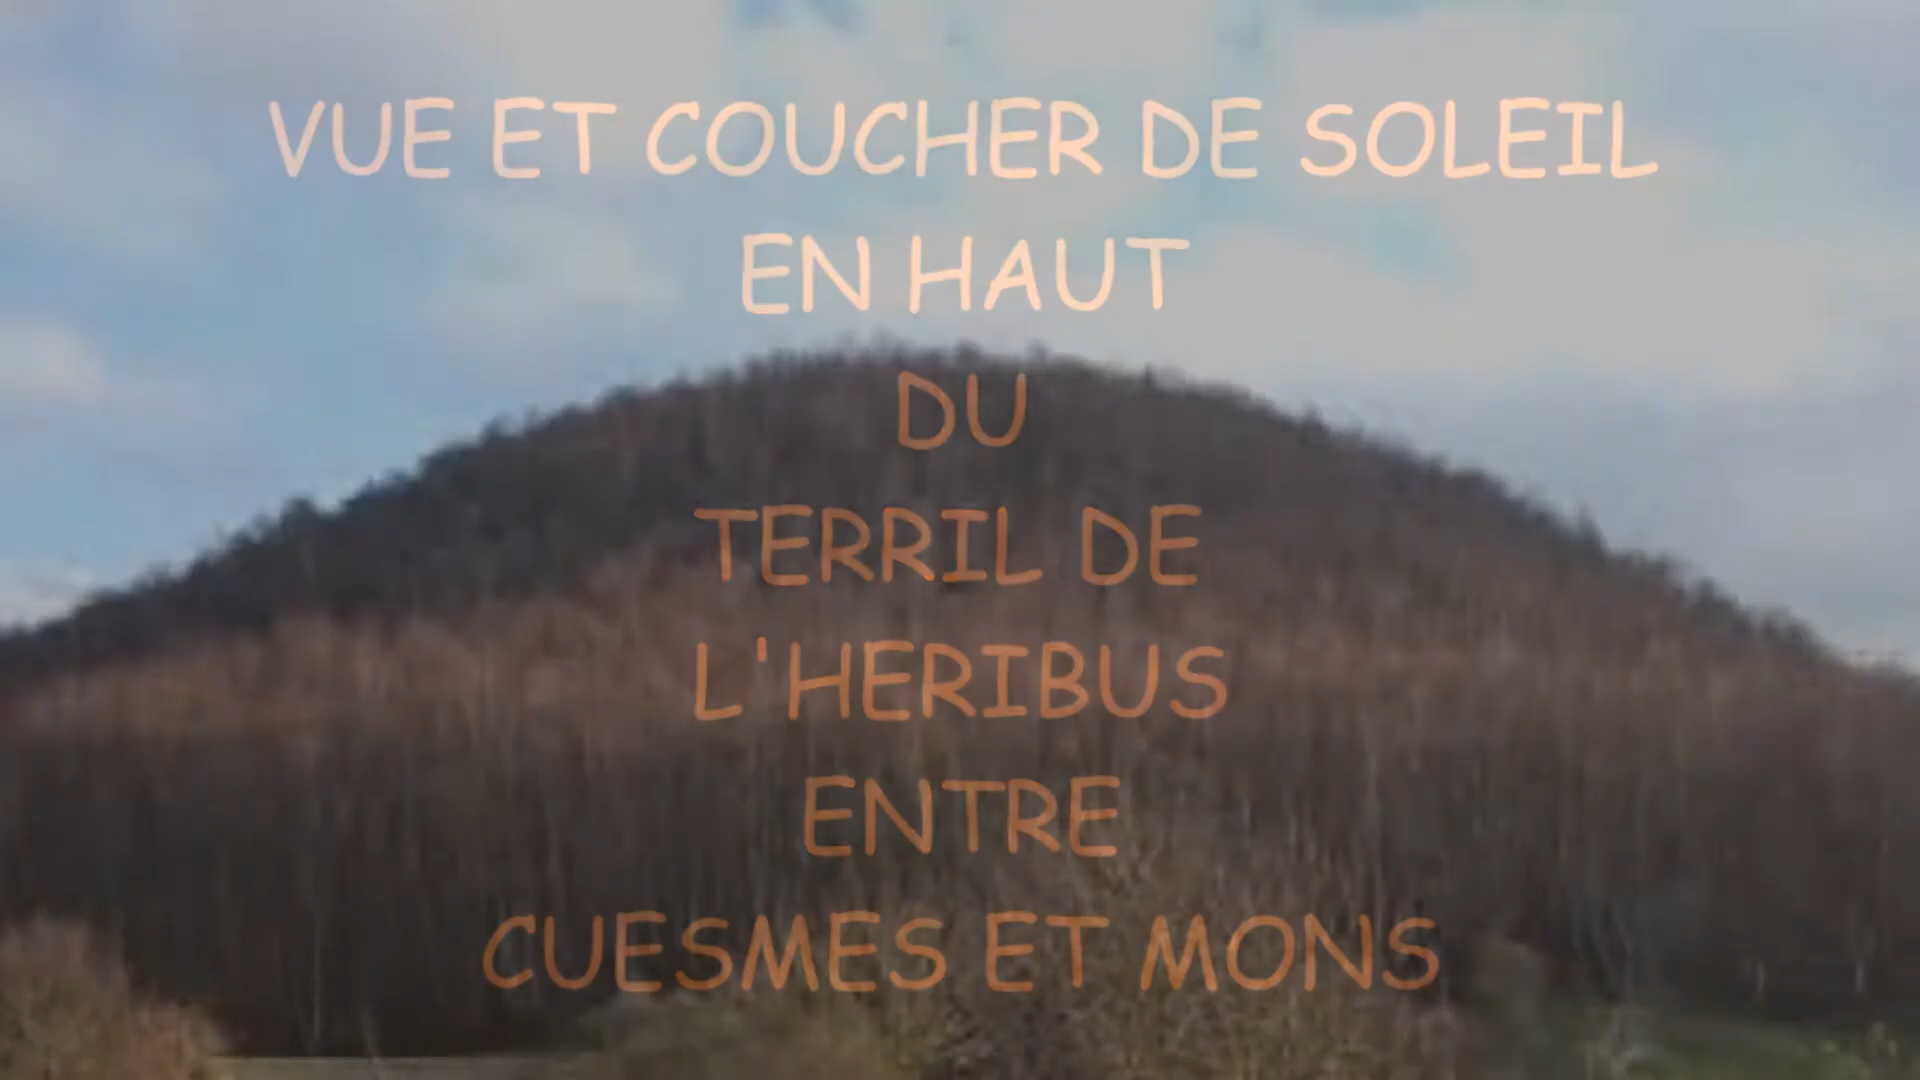 VUE ET COUCHER DE SOLEIL
EN HAUT
DU
TERRIL DE
L'HERIBUS
ENTRE
CUESMES ET MONS